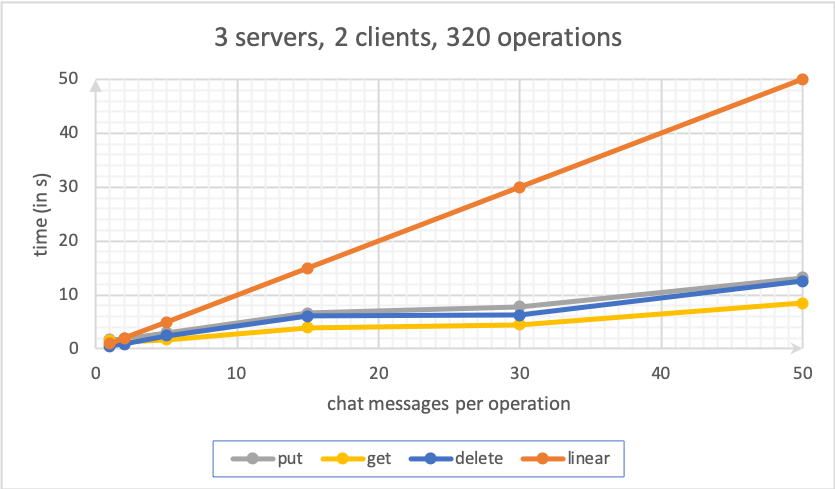 3 servers, 2 clients, 320 operations
50
40
30
20
10
0
time (in s)
0 10 20 30 40 50
chat messages per operation
put get delete linear